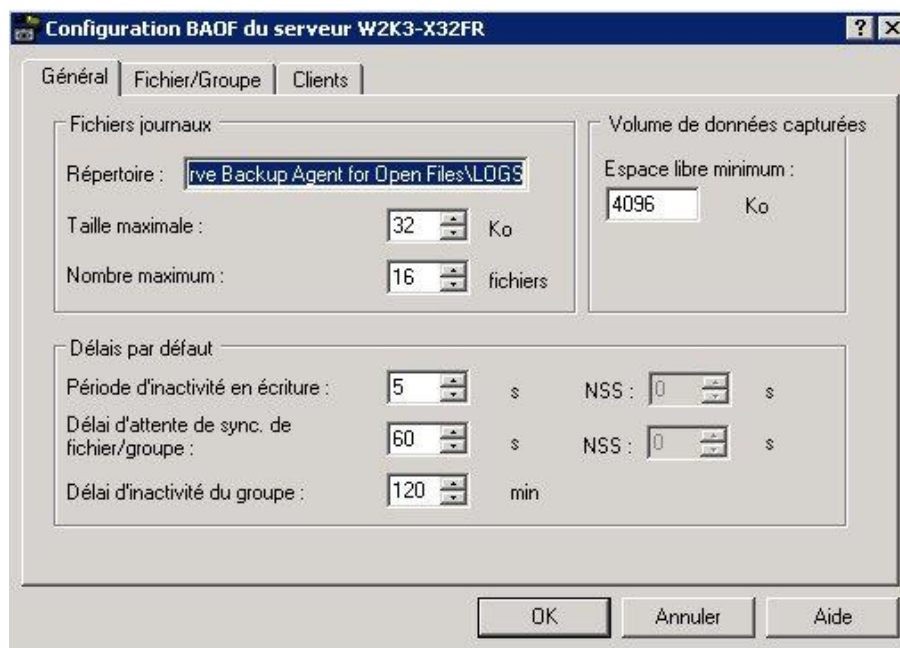 Configuration BAOF du serveur W2K3-X32FR
Général Fichier/Groupe Clients
Fichiers journaux
Répertoire : rve Backup Agent for Open Files\LOGS
Taille maximale : 32 Ko
Nombre maximum : 16 fichiers
Volume de données capturées
Espace libre minimum :
4096 Ko
Délais par défaut
Période d'inactivité en écriture : 5 s NSS : 0 s
Délai d'attente de sync. de
fichier/groupe : 60 s NSS : 0 s
Délai d'inactivité du groupe : 120 min
OK Annuler Aide